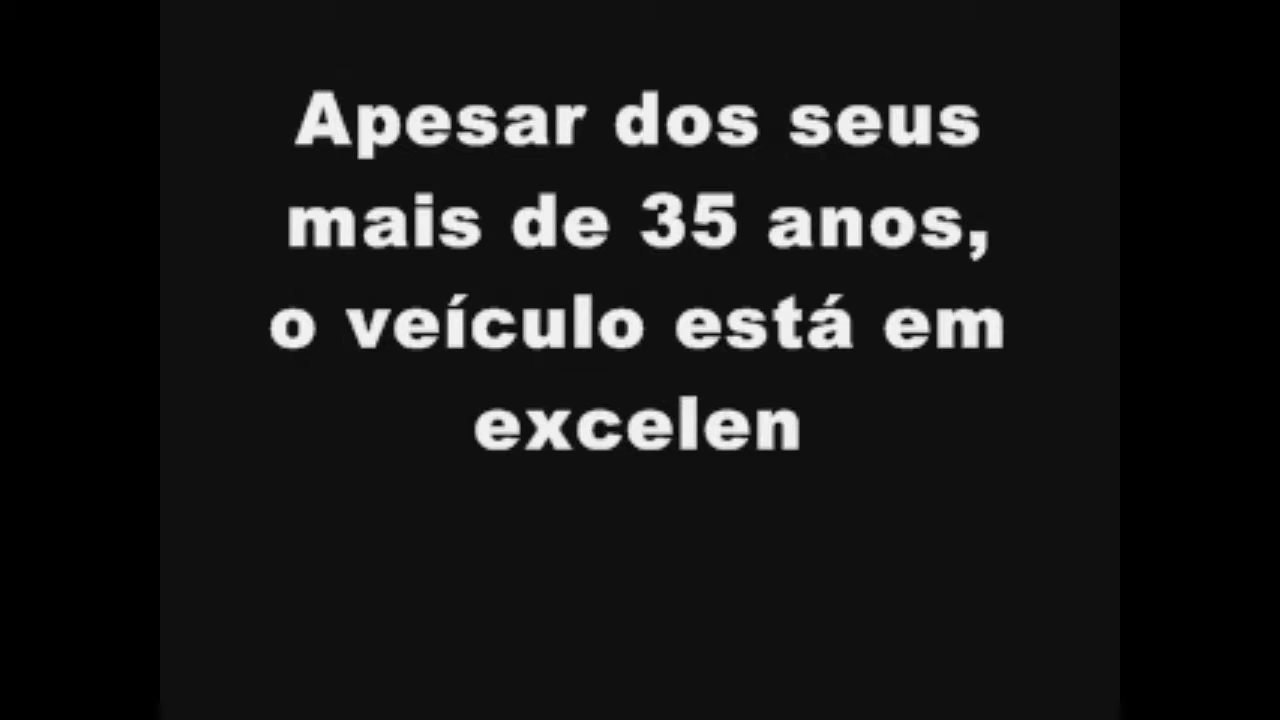 Apesar dos seus
mais de 35 anos,
o veículo está em
excelen